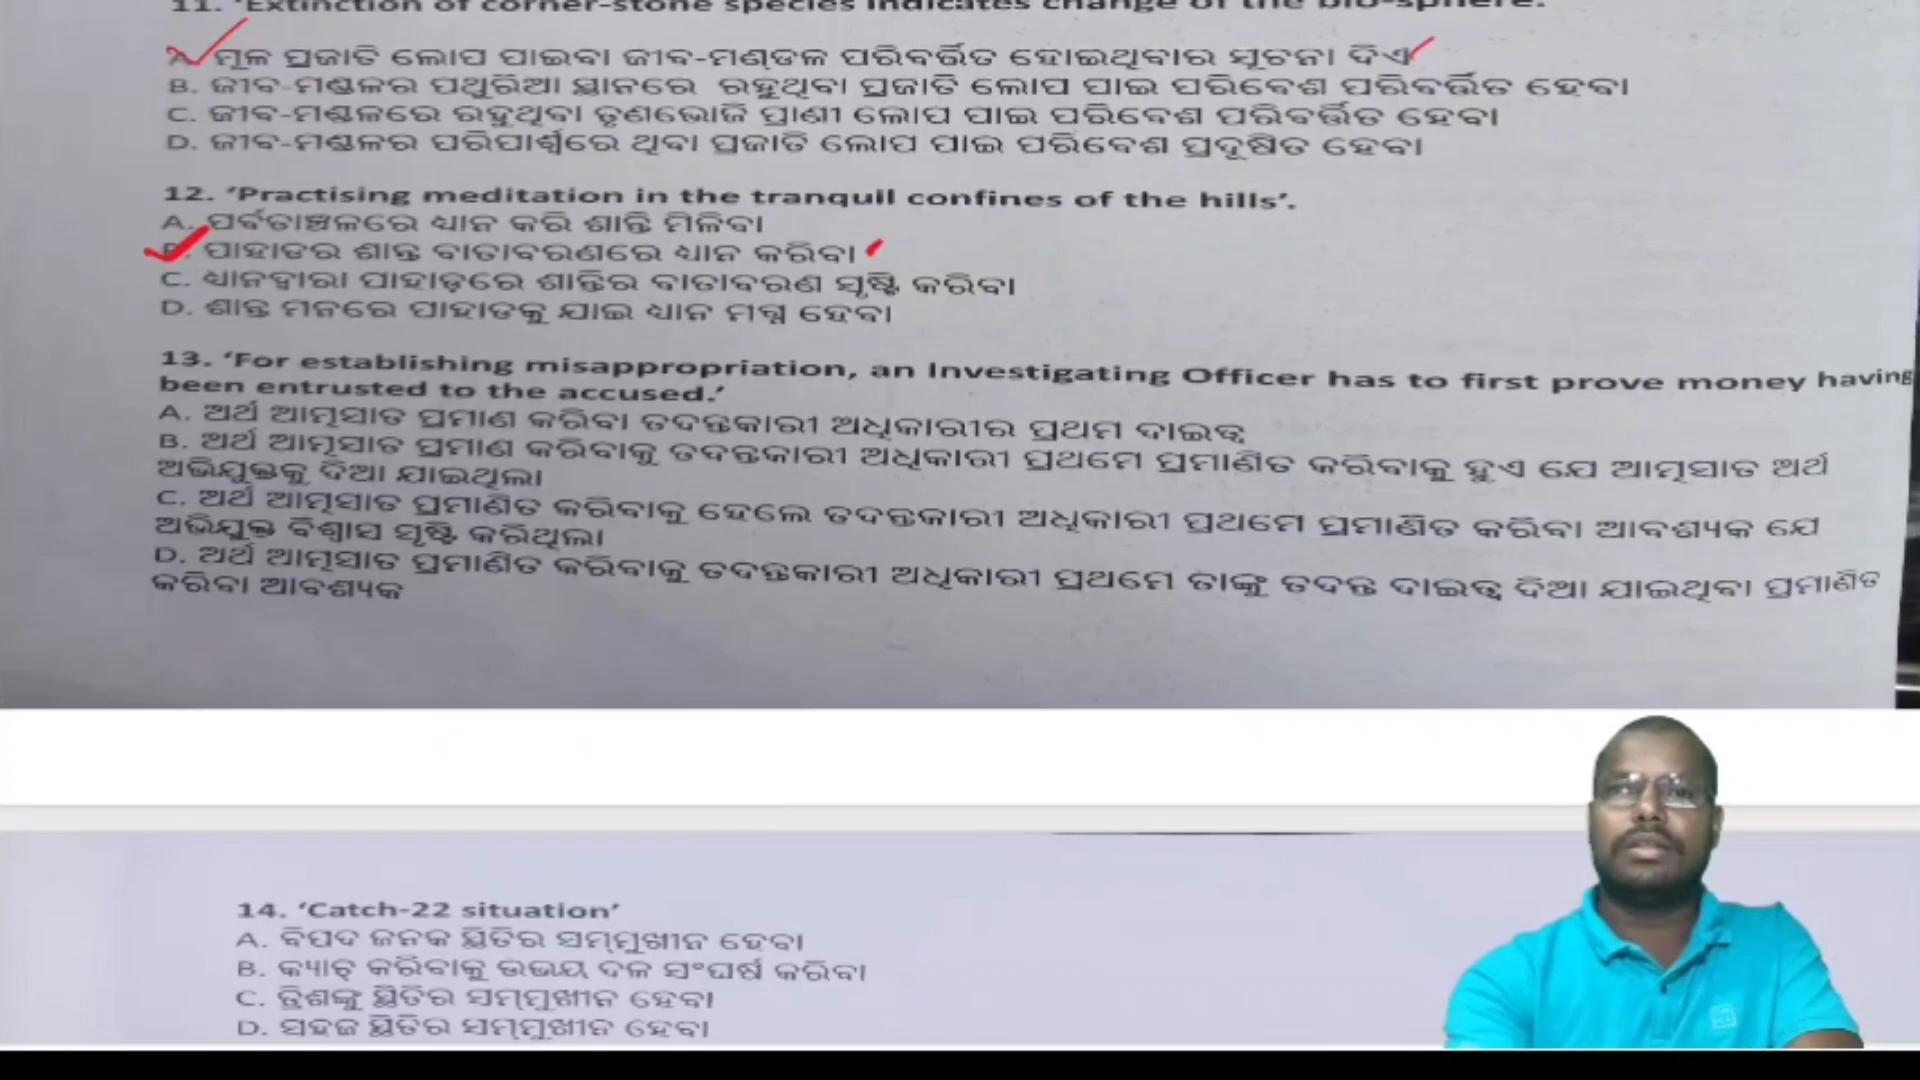 11. 'Extinction of corner-stone species indicates change of the bio-sphere.
A. ମୂଳ ପ୍ରଜାତି ଲୋପ ପାଇବା ଜୀବ-ମଣ୍ଡଳ ପରିବର୍ତ୍ତିତ ହୋଇଥିବାର ସୂଚନା ଦିଏ
B. ଜୀବ-ମଣ୍ଡଳର ପଥୁରିଆ ସ୍ଥାନରେ ରହୁଥିବା ପ୍ରଜାତି ଲୋପ ପାଇ ପରିବେଶ ପରିବର୍ତ୍ତିତ ହେବା
C. ଜୀବ-ମଣ୍ଡଳରେ ରହୁଥିବା ତୃଣଭୋଜି ପ୍ରାଣୀ ଲୋପ ପାଇ ପରିବେଶ ପରିବର୍ତ୍ତିତ ହେବା
D. ଜୀବ-ମଣ୍ଡଳର ପରିପାର୍ଶ୍ୱରେ ଥିବା ପ୍ରଜାତି ଲୋପ ପାଇ ପରିବେଶ ପ୍ରଦୂଷିତ ହେବା
12. 'Practising meditation in the tranquil confines of the hills'.
A. ପର୍ବତାଞ୍ଚଳରେ ଧ୍ୟାନ କରି ଶାନ୍ତି ମିଳିବା
B. ପାହାଡର ଶାନ୍ତ ବାତାବରଣରେ ଧ୍ୟାନ କରିବା
C. ଧ୍ୟାନଦ୍ୱାରା ପାହାଡ଼ରେ ଶାନ୍ତିର ବାତାବରଣ ସୃଷ୍ଟି କରିବା
D. ଶାନ୍ତ ମନରେ ପାହାଡକୁ ଯାଇ ଧ୍ୟାନ ମଗ୍ନ ହେବା
13. 'For establishing misappropriation, an Investigating Officer has to first prove money having
been entrusted to the accused.'
A. ଅର୍ଥ ଆତ୍ମସାତ ପ୍ରମାଣ କରିବା ତଦନ୍ତକାରୀ ଅଧିକାରୀର ପ୍ରଥମ ଦାଇତ୍ୱ
B. ଅର୍ଥ ଆତ୍ମସାତ ପ୍ରମାଣ କରିବାକୁ ତଦନ୍ତକାରୀ ଅଧିକାରୀ ପ୍ରଥମେ ପ୍ରମାଣିତ କରିବାକୁ ହୁଏ ଯେ ଆତ୍ମସାତ ଅର୍ଥ
ଅଭିଯୁକ୍ତକୁ ଦିଆ ଯାଇଥିଲା
C. ଅର୍ଥ ଆତ୍ମସାତ ପ୍ରମାଣିତ କରିବାକୁ ହେଲେ ତଦନ୍ତକାରୀ ଅଧିକାରୀ ପ୍ରଥମେ ପ୍ରମାଣିତ କରିବା ଆବଶ୍ୟକ ଯେ
ଅଭିଯୁକ୍ତ ବିଶ୍ୱାସ ସୃଷ୍ଟି କରିଥିଲା
D. ଅର୍ଥ ଆତ୍ମସାତ ପ୍ରମାଣିତ କରିବାକୁ ତଦନ୍ତକାରୀ ଅଧିକାରୀ ପ୍ରଥମେ ତାଙ୍କୁ ତଦନ୍ତ ଦାଇତ୍ୱ ଦିଆ ଯାଇଥିବା ପ୍ରମାଣିତ
କରିବା ଆବଶ୍ୟକ
14. 'Catch-22 situation'
A. ବିପଦ ଜନକ ସ୍ଥିତିର ସମ୍ମୁଖୀନ ହେବା
B. କ୍ୟାଚ୍ କରିବାକୁ ଉଭୟ ଦଳ ସଂଘର୍ଷ କରିବା
C. ତ୍ରିଶଙ୍କୁ ସ୍ଥିତିର ସମ୍ମୁଖୀନ ହେବା
D. ସହଜ ସ୍ଥିତିର ସମ୍ମୁଖୀନ ହେବା